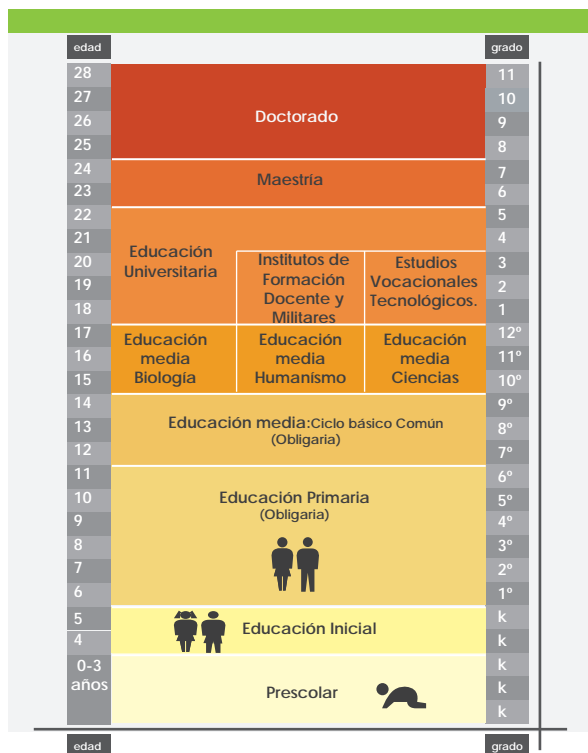 edad
grado
28
11
27
10
26
Doctorado
9
25
8
24
7
Maestría
23
6
22
5
21
4
Educación
Universitaria
Institutos de
Formación
Docente y
Militares
Estudios
Vocacionales
Tecnológicos.
20
3
19
2
18
1
17
12º
Educación
media
Biología
Educación
media
Humanísmo
Educación
media
Ciencias
16
11º
15
10º
14
9º
Educación media:Ciclo básico Común
(Obligaria)
13
8º
12
7º
11
6º
10
Educación Primaria
(Obligaria)
5º
9
4º
8
3º
7
2º
6
1º
5
k
Educación Inicial
4
k
0-3
años
k
Prescolar
k
k
edad
grado